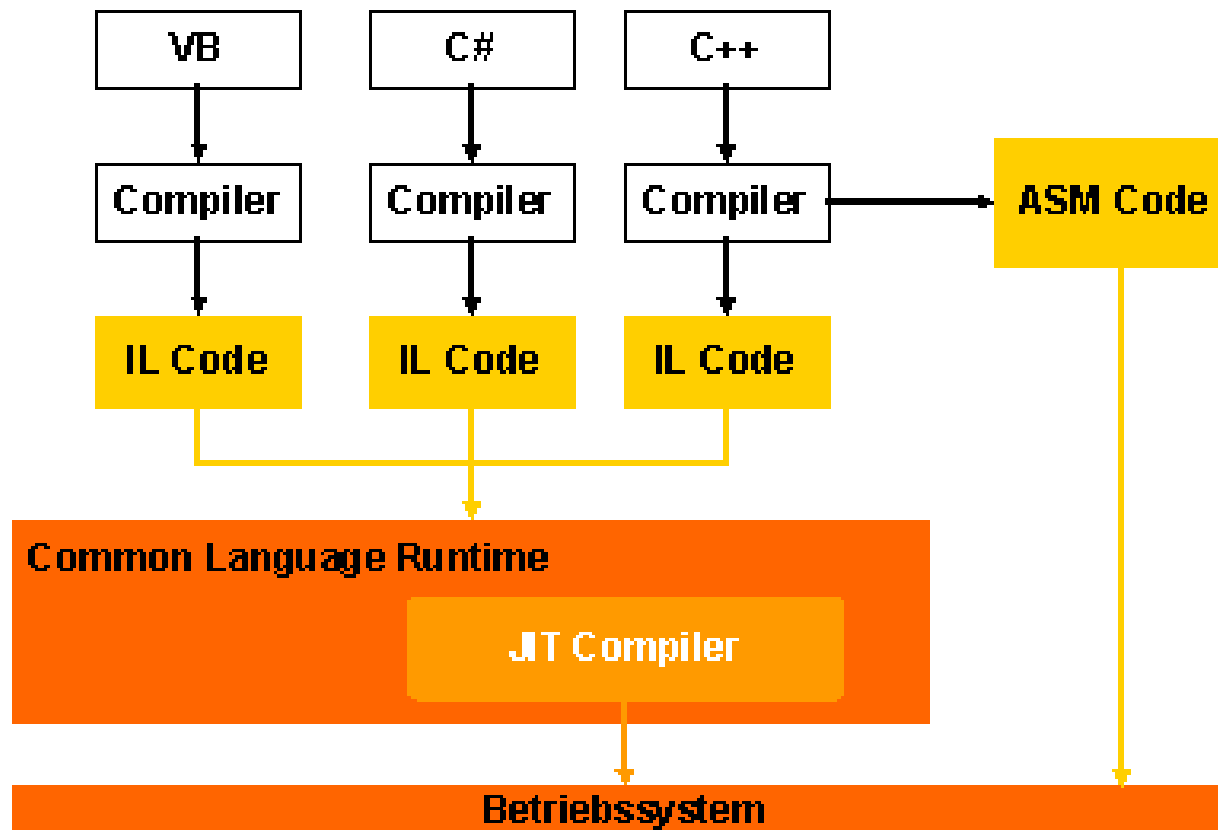 VB
C#
C++
Compiler
Compiler
Compiler
ASM Code
IL Code
IL Code
IL Code
Common Language Runtime
JIT Compiler
Betriebssystem